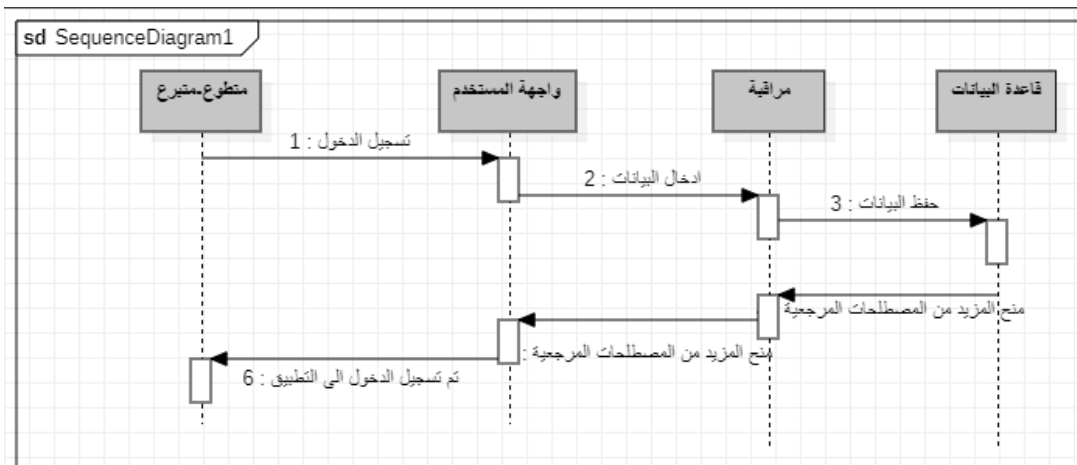 sd SequenceDiagram1
متطوع-متبرع
واجهة المستخدم
مراقبة
قاعدة البيانات
1 : تسجيل الدخول
2 : ادخال البيانات
3 : حفظ البيانات
منح المزيد من المصطلحات المرجعية
منح المزيد من المصطلحات المرجعية :
6 : تم تسجيل الدخول الى التطبيق